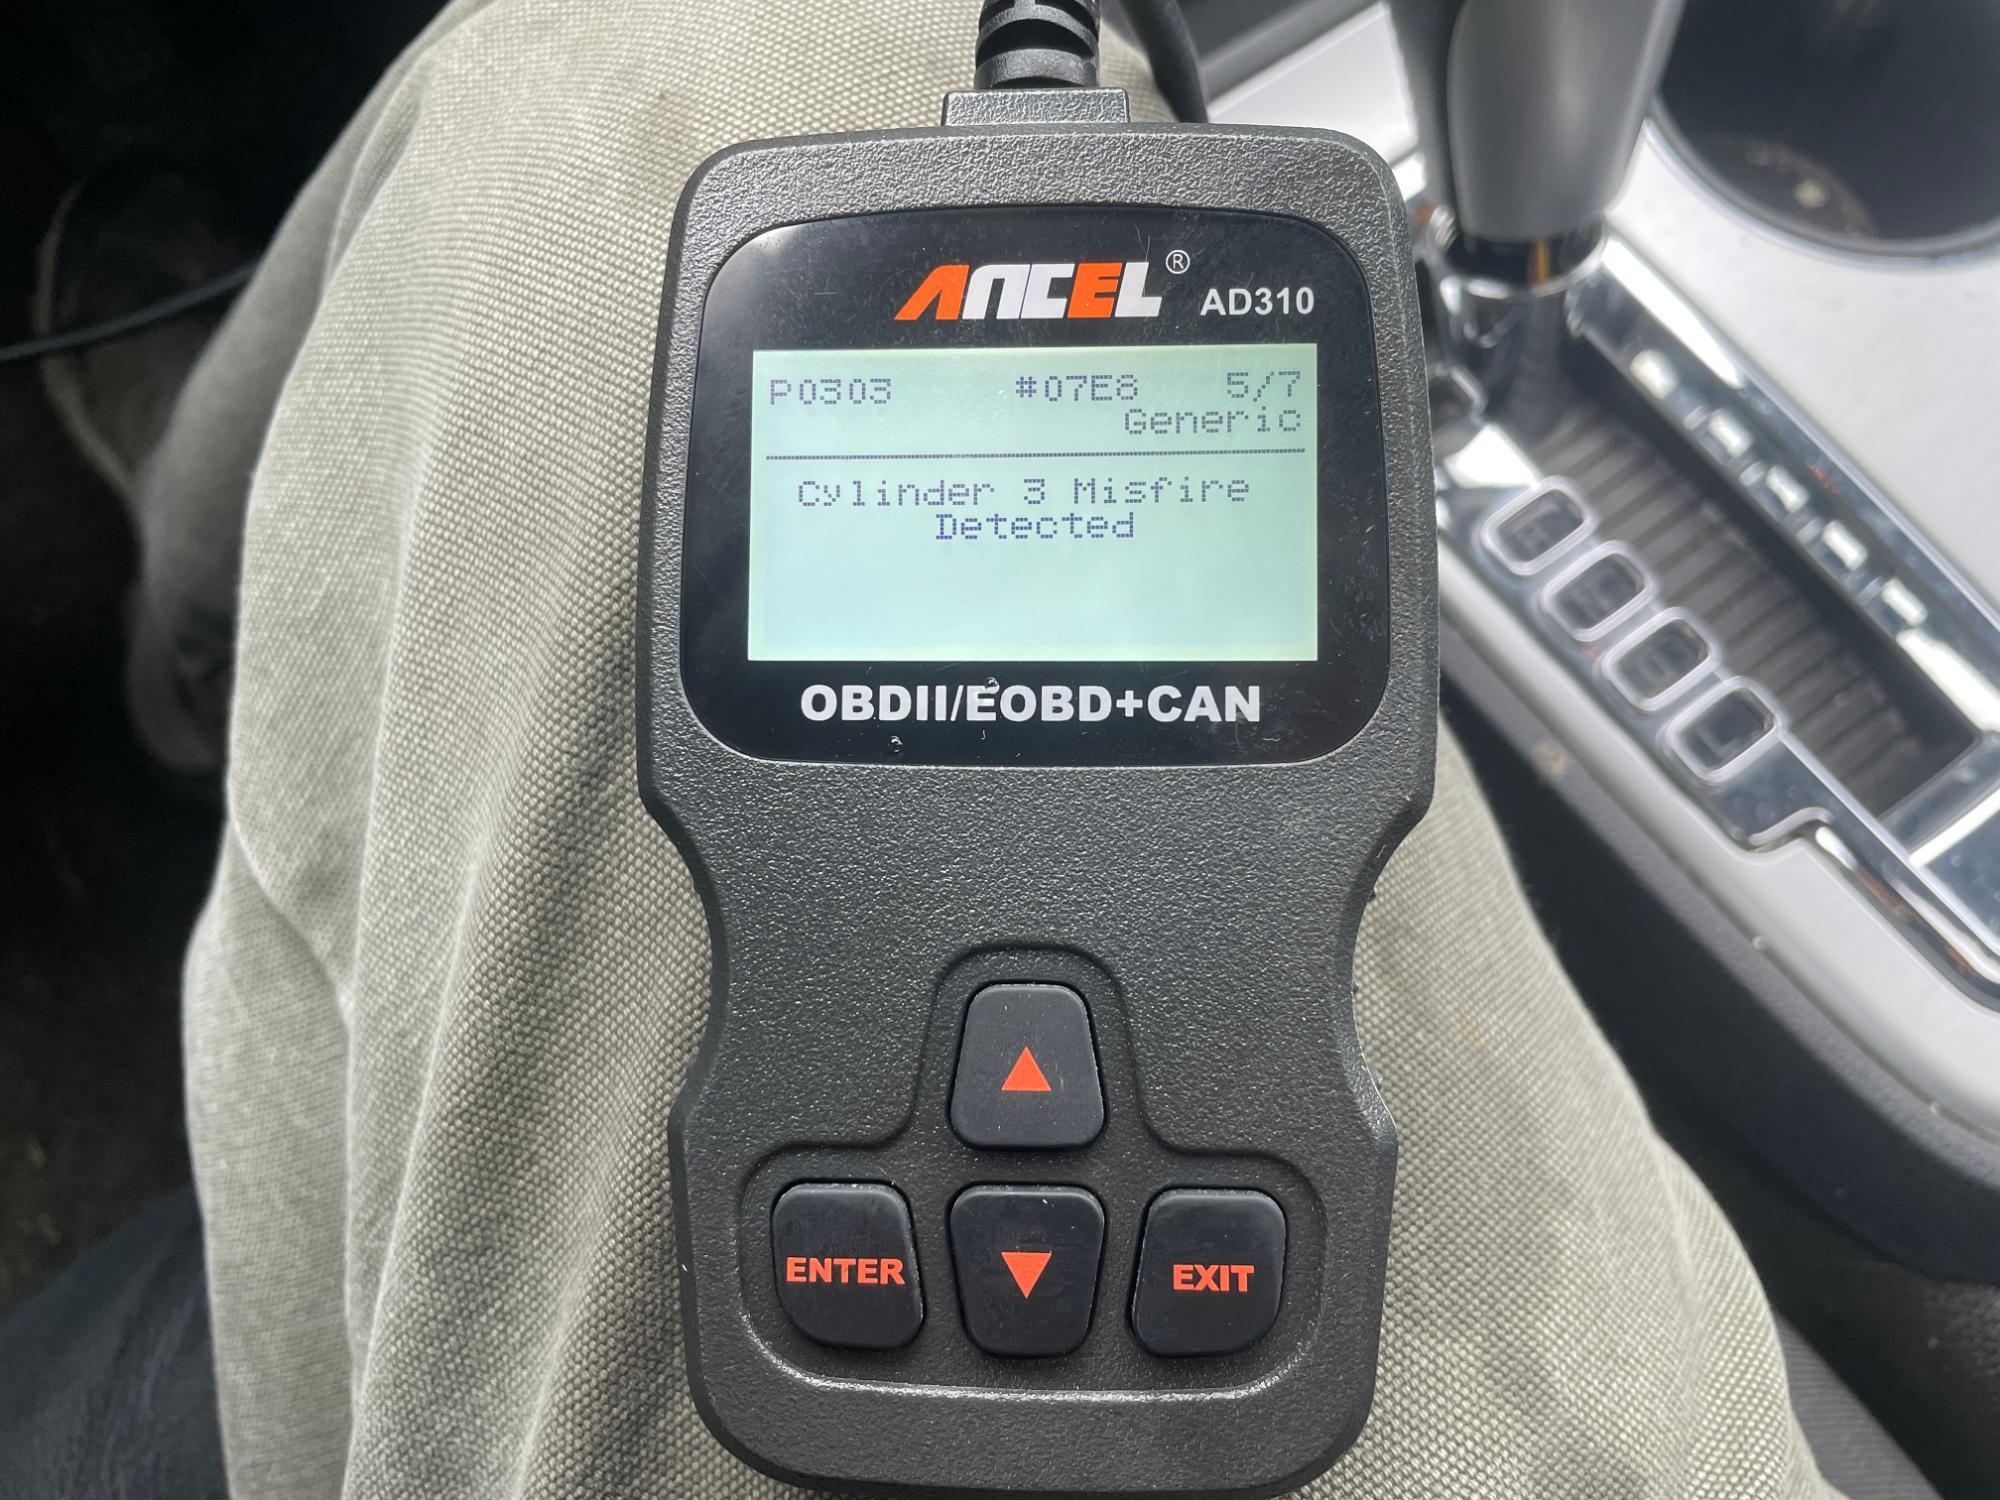 ANCEL® AD310
P0303 #07E8 5/7
Generic
Cylinder 3 Misfire
Detected
OBDII/EOBD+CAN
ENTER
EXIT